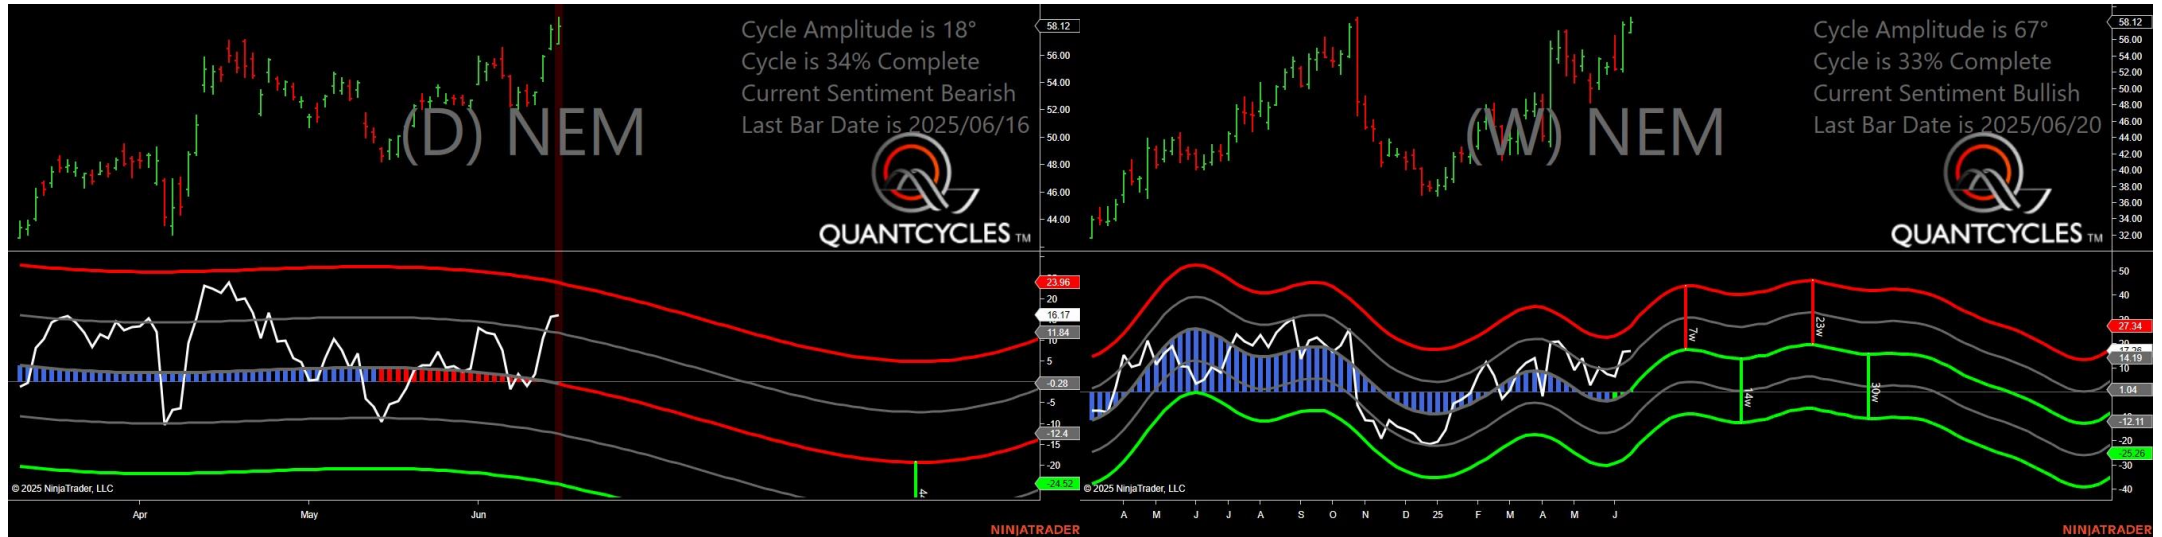 Cycle Amplitude is 18°
Cycle is 34% Complete
Current Sentiment Bearish
Last Bar Date is 2025/06/16
(D) NEM
QUANTCYCLES TM
58.12
56.00
54.00
52.00
50.00
48.00
46.00
44.00
23.96
20
16.17
11.84
10
5
-0.28
-5
-10
-12.4
-15
-20
-24.52
© 2025 NinjaTrader, LLC
Apr May Jun
NINJATRADER
Cycle Amplitude is 67°
Cycle is 33% Complete
Current Sentiment Bullish
Last Bar Date is 2025/06/20
(W) NEM
QUANTCYCLES TM
58.12
56.00
54.00
52.00
50.00
48.00
46.00
44.00
42.00
40.00
38.00
36.00
34.00
32.00
7w
14w
23w
30w
50
40
27.34
14.19
10
1.04
-12.11
-20
-25.26
-30
-40
© 2025 NinjaTrader, LLC
A M J J A S O N D 25 F M A M J
NINJATRADER